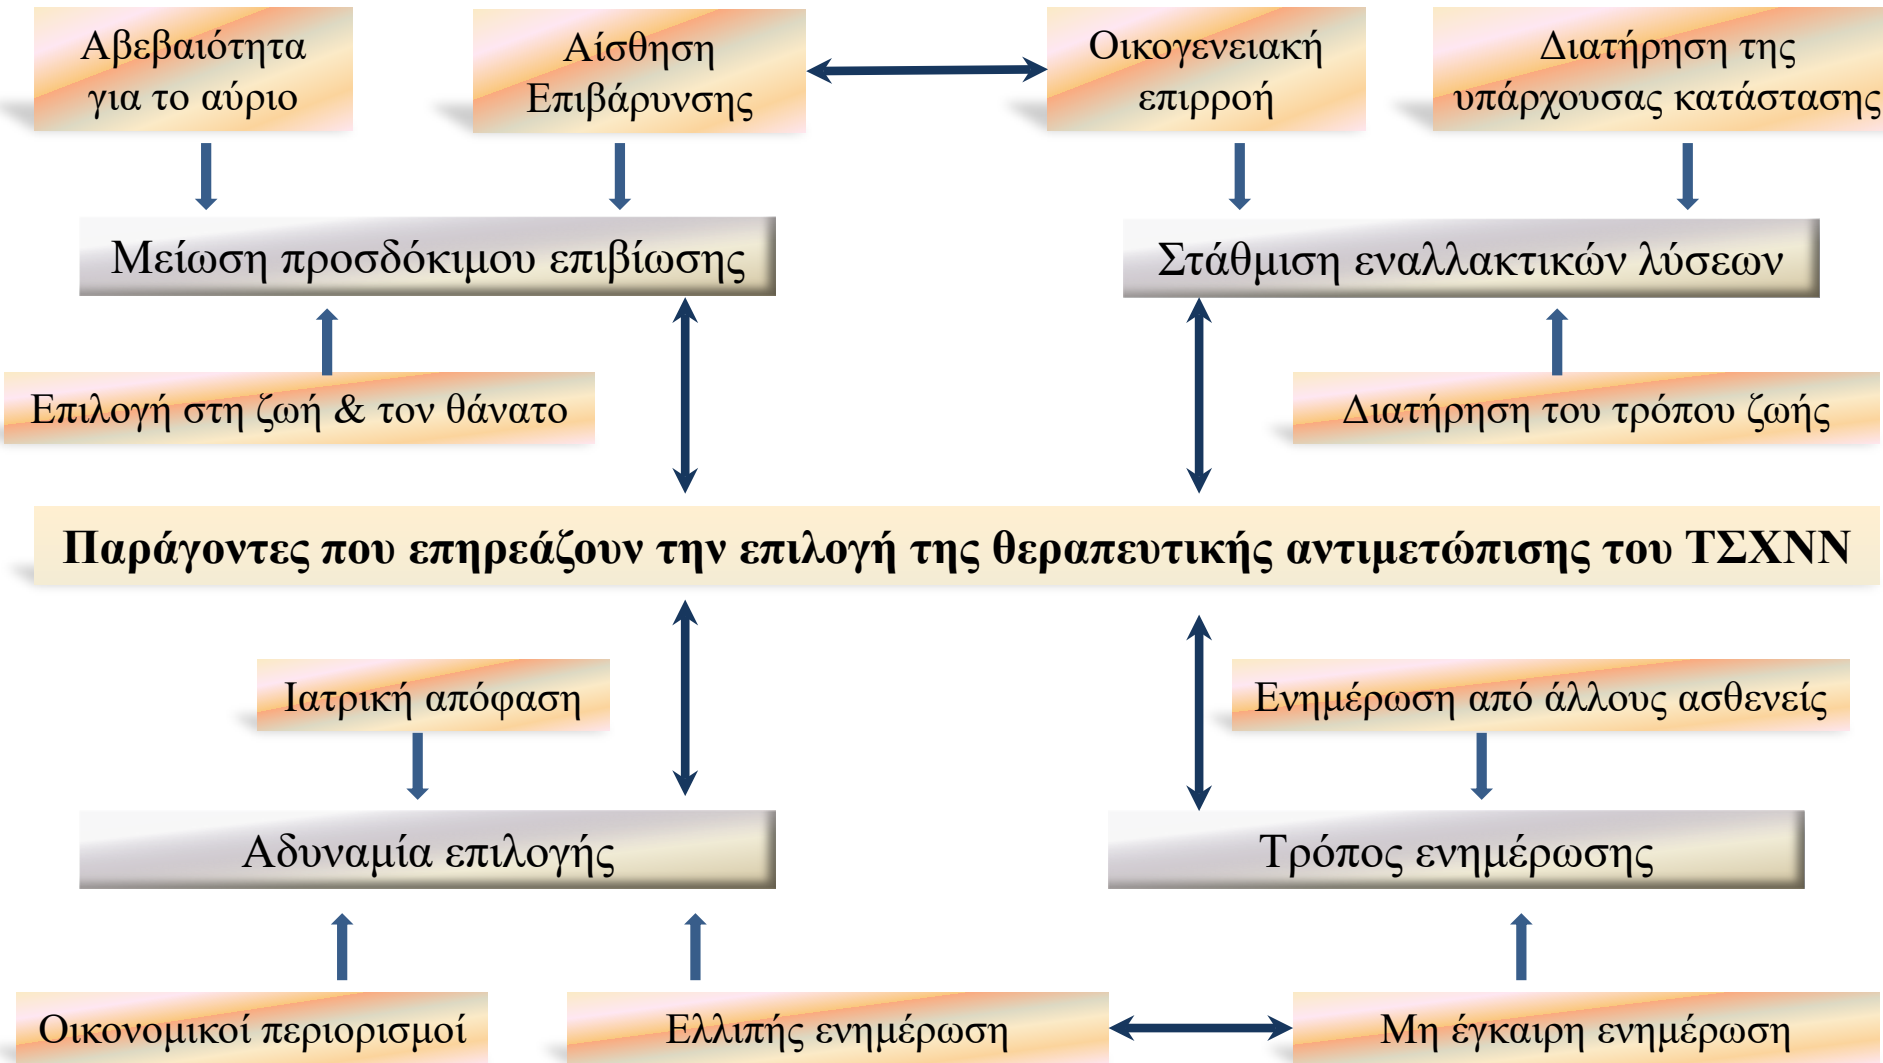 Αβεβαιότητα
για το αύριο
Αίσθηση
Επιβάρυνσης
Οικογενειακή
επιρροή
Διατήρηση της
υπάρχουσας κατάστασης
Μείωση προσδόκιμου επιβίωσης
Στάθμιση εναλλακτικών λύσεων
Επιλογή στη ζωή & τον θάνατο
Διατήρηση του τρόπου ζωής
Παράγοντες που επηρεάζουν την επιλογή της θεραπευτικής αντιμετώπισης του ΤΣΧΝΝ
Ιατρική απόφαση
Ενημέρωση από άλλους ασθενείς
Αδυναμία επιλογής
Τρόπος ενημέρωσης
Οικονομικοί περιορισμοί
Ελλιπής ενημέρωση
Μη έγκαιρη ενημέρωση